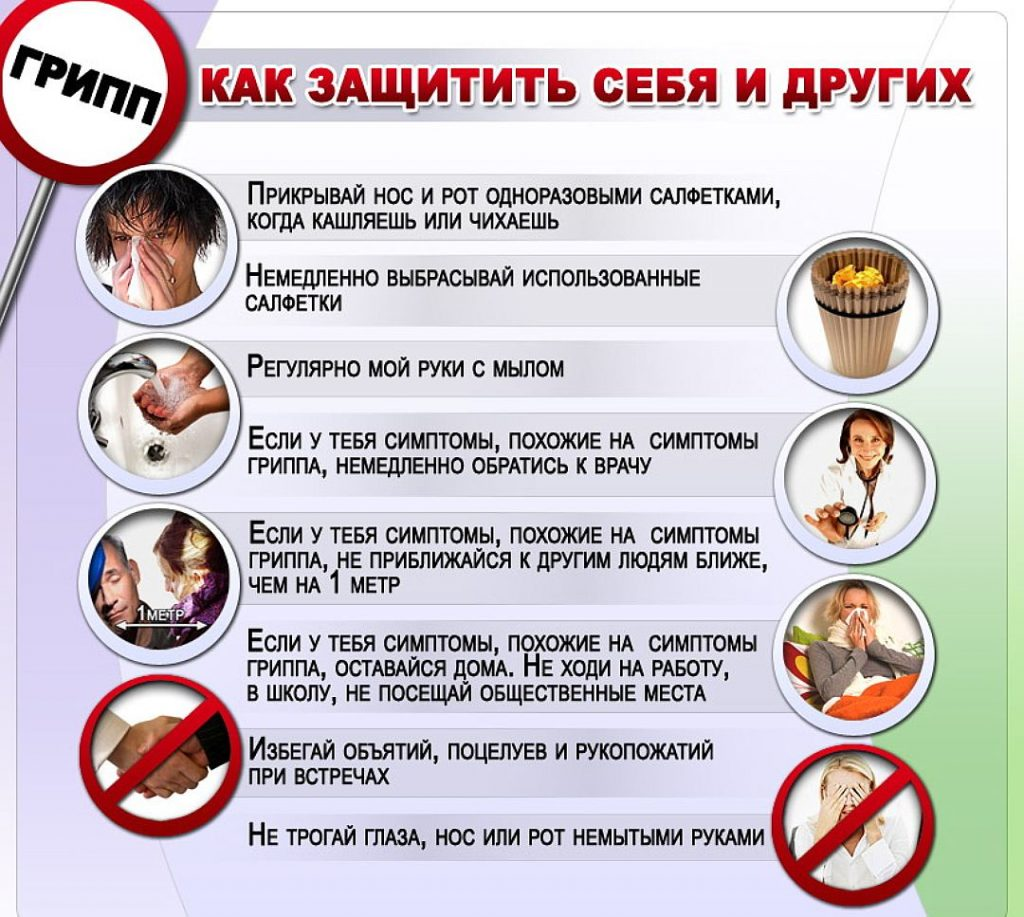 ГРИПП
КАК ЗАЩИТИТЬ СЕБЯ И ДРУГИХ
Прикрывай нос и рот одноразовыми салфетками,
когда кашляешь или чихаешь
Немедленно выбрасывай использованные
салфетки
Регулярно мой руки с мылом
Если у тебя симптомы, похожие на симптомы
гриппа, немедленно обратись к врачу
Если у тебя симптомы, похожие на симптомы
гриппа, не приближайся к другим людям ближе,
чем на 1 метр
1метр
Если у тебя симптомы, похожие на симптомы
гриппа, оставайся дома. Не ходи на работу,
в школу, не посещай общественные места
Избегай объятий, поцелуев и рукопожатий
при встречах
Не трогай глаза, нос или рот немытыми руками